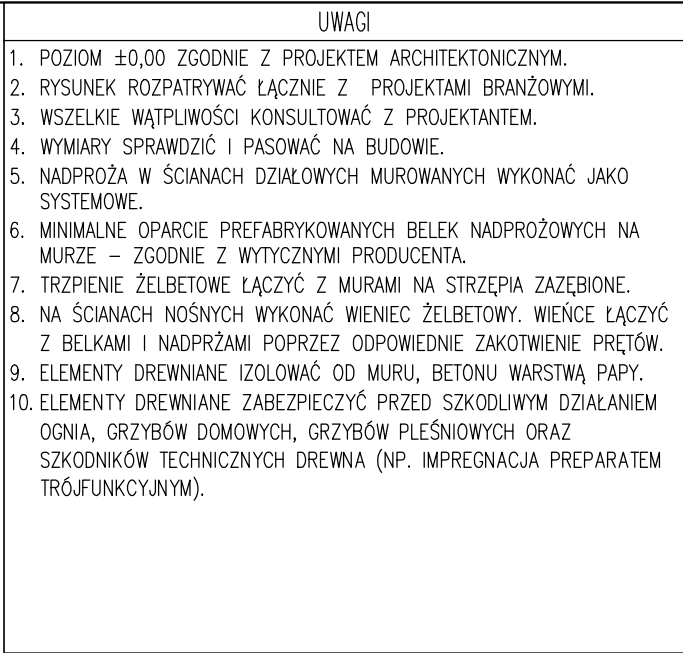 UWAGI
1. POZIOM ±0,00 ZGODNIE Z PROJEKTEM ARCHITEKTONICZNYM.
2. RYSUNEK ROZPATRYWAĆ ŁĄCZNIE Z PROJEKTAMI BRANŻOWYMI.
3. WSZELKIE WĄTPLIWOŚCI KONSULTOWAĆ Z PROJEKTANTEM.
4. WYMIARY SPRAWDZIĆ I PASOWAĆ NA BUDOWIE.
5. NADPROŻA W ŚCIANACH DZIAŁOWYCH MUROWANYCH WYKONAĆ JAKO
SYSTEMOWE.
6. MINIMALNE OPARCIE PREFABRYKOWANYCH BELEK NADPROŻOWYCH NA
MURZE – ZGODNIE Z WYTYCZNYMI PRODUCENTA.
7. TRZPIENIE ŻELBETOWE ŁĄCZYĆ Z MURAMI NA STRZĘPIA ZAZĘBIONE.
8. NA ŚCIANACH NOŚNYCH WYKONAĆ WIENIEC ŻELBETOWY. WIEŃCE ŁĄCZYĆ
Z BELKAMI I NADPRŻAMI POPRZEZ ODPOWIEDNIE ZAKOTWIENIE PRĘTÓW.
9. ELEMENTY DREWNIANE IZOLOWAĆ OD MURU, BETONU WARSTWĄ PAPY.
10. ELEMENTY DREWNIANE ZABEZPIECZYĆ PRZED SZKODLIWYM DZIAŁANIEM
OGNIA, GRZYBÓW DOMOWYCH, GRZYBÓW PLEŚNIOWYCH ORAZ
SZKODNIKÓW TECHNICZNYCH DREWNA (NP. IMPREGNACJA PREPARATEM
TRÓJFUNKCYJNYM).